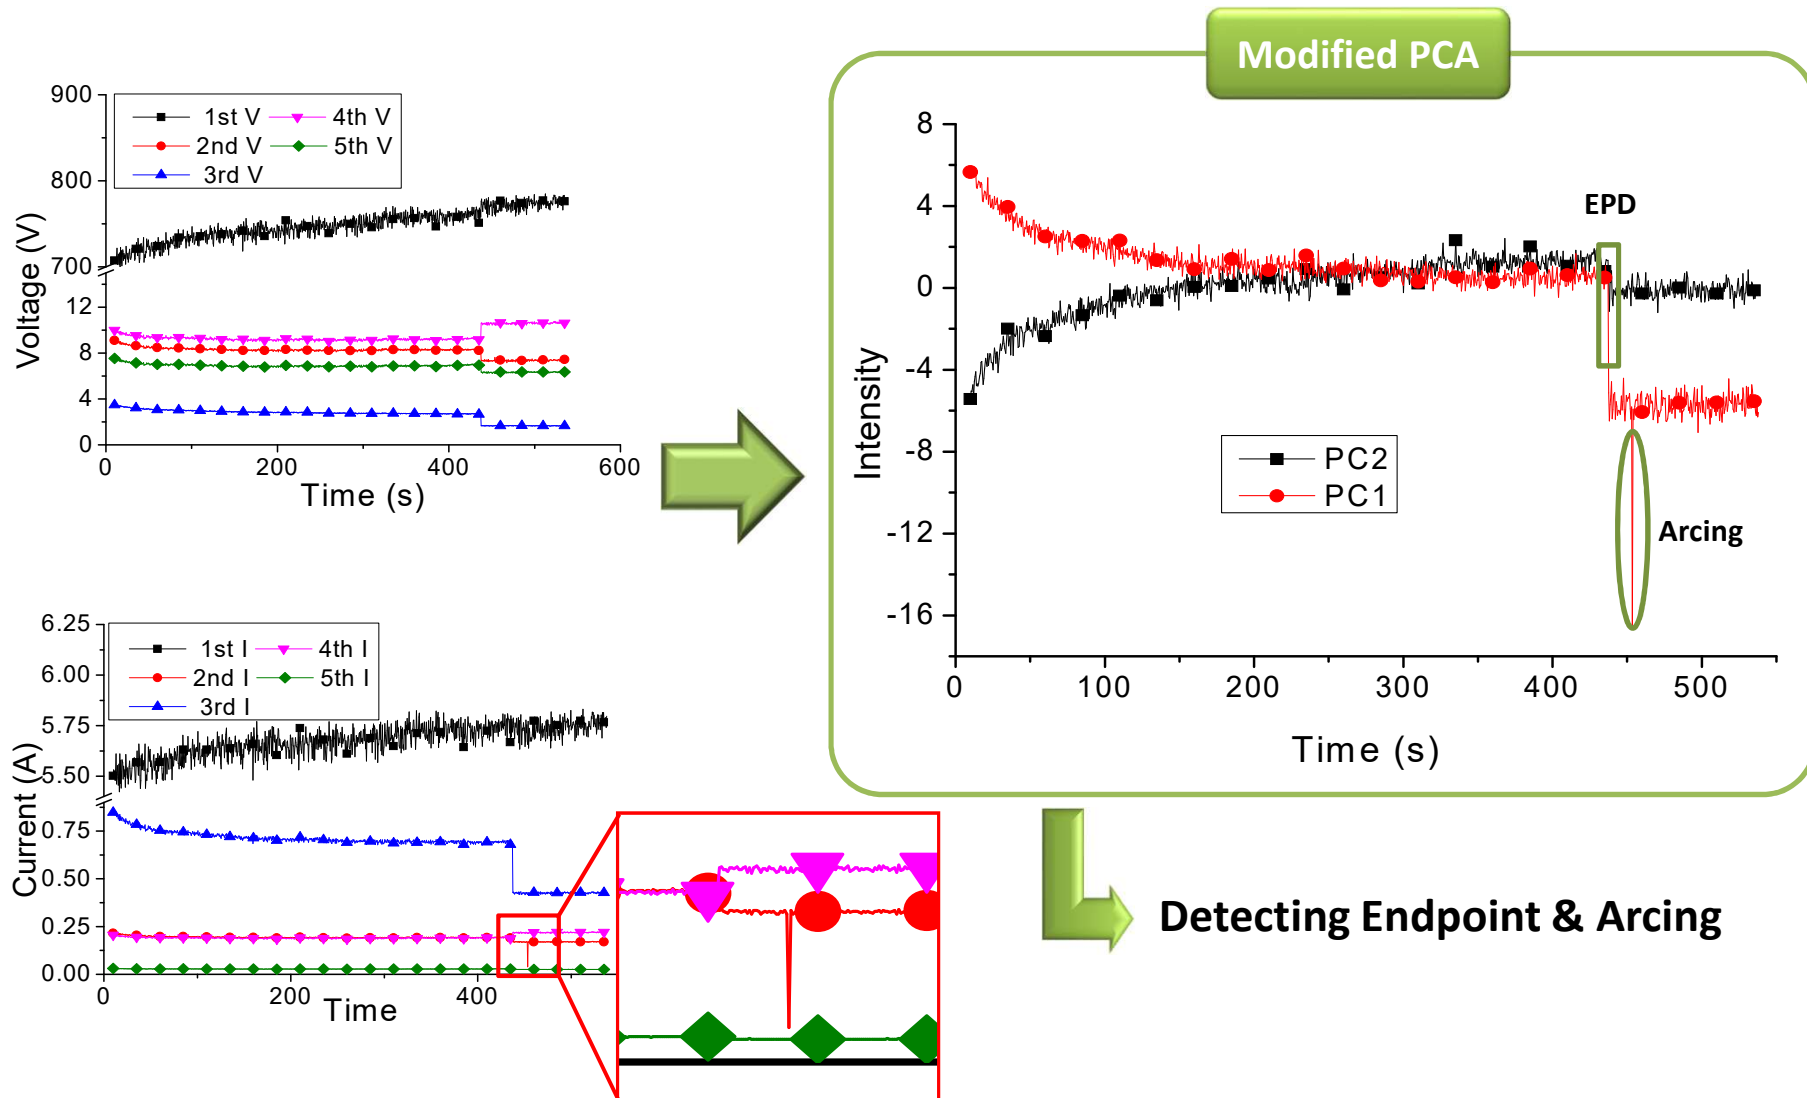 Modified PCA
900
800
700
12
8
4
0
Voltage (V)
1st V
4th V
2nd V
5th V
3rd V
0
200
400
600
Time (s)
8
4
0
-4
-8
-12
-16
Intensity
EPD
PC2
PC1
Arcing
0
100
200
300
400
500
Time (s)
6.25
6.00
5.75
5.50
0.75
0.50
0.25
0.00
Current (A)
1st I
4th I
2nd I
5th I
3rd I
0
200
400
Time
Detecting Endpoint & Arcing